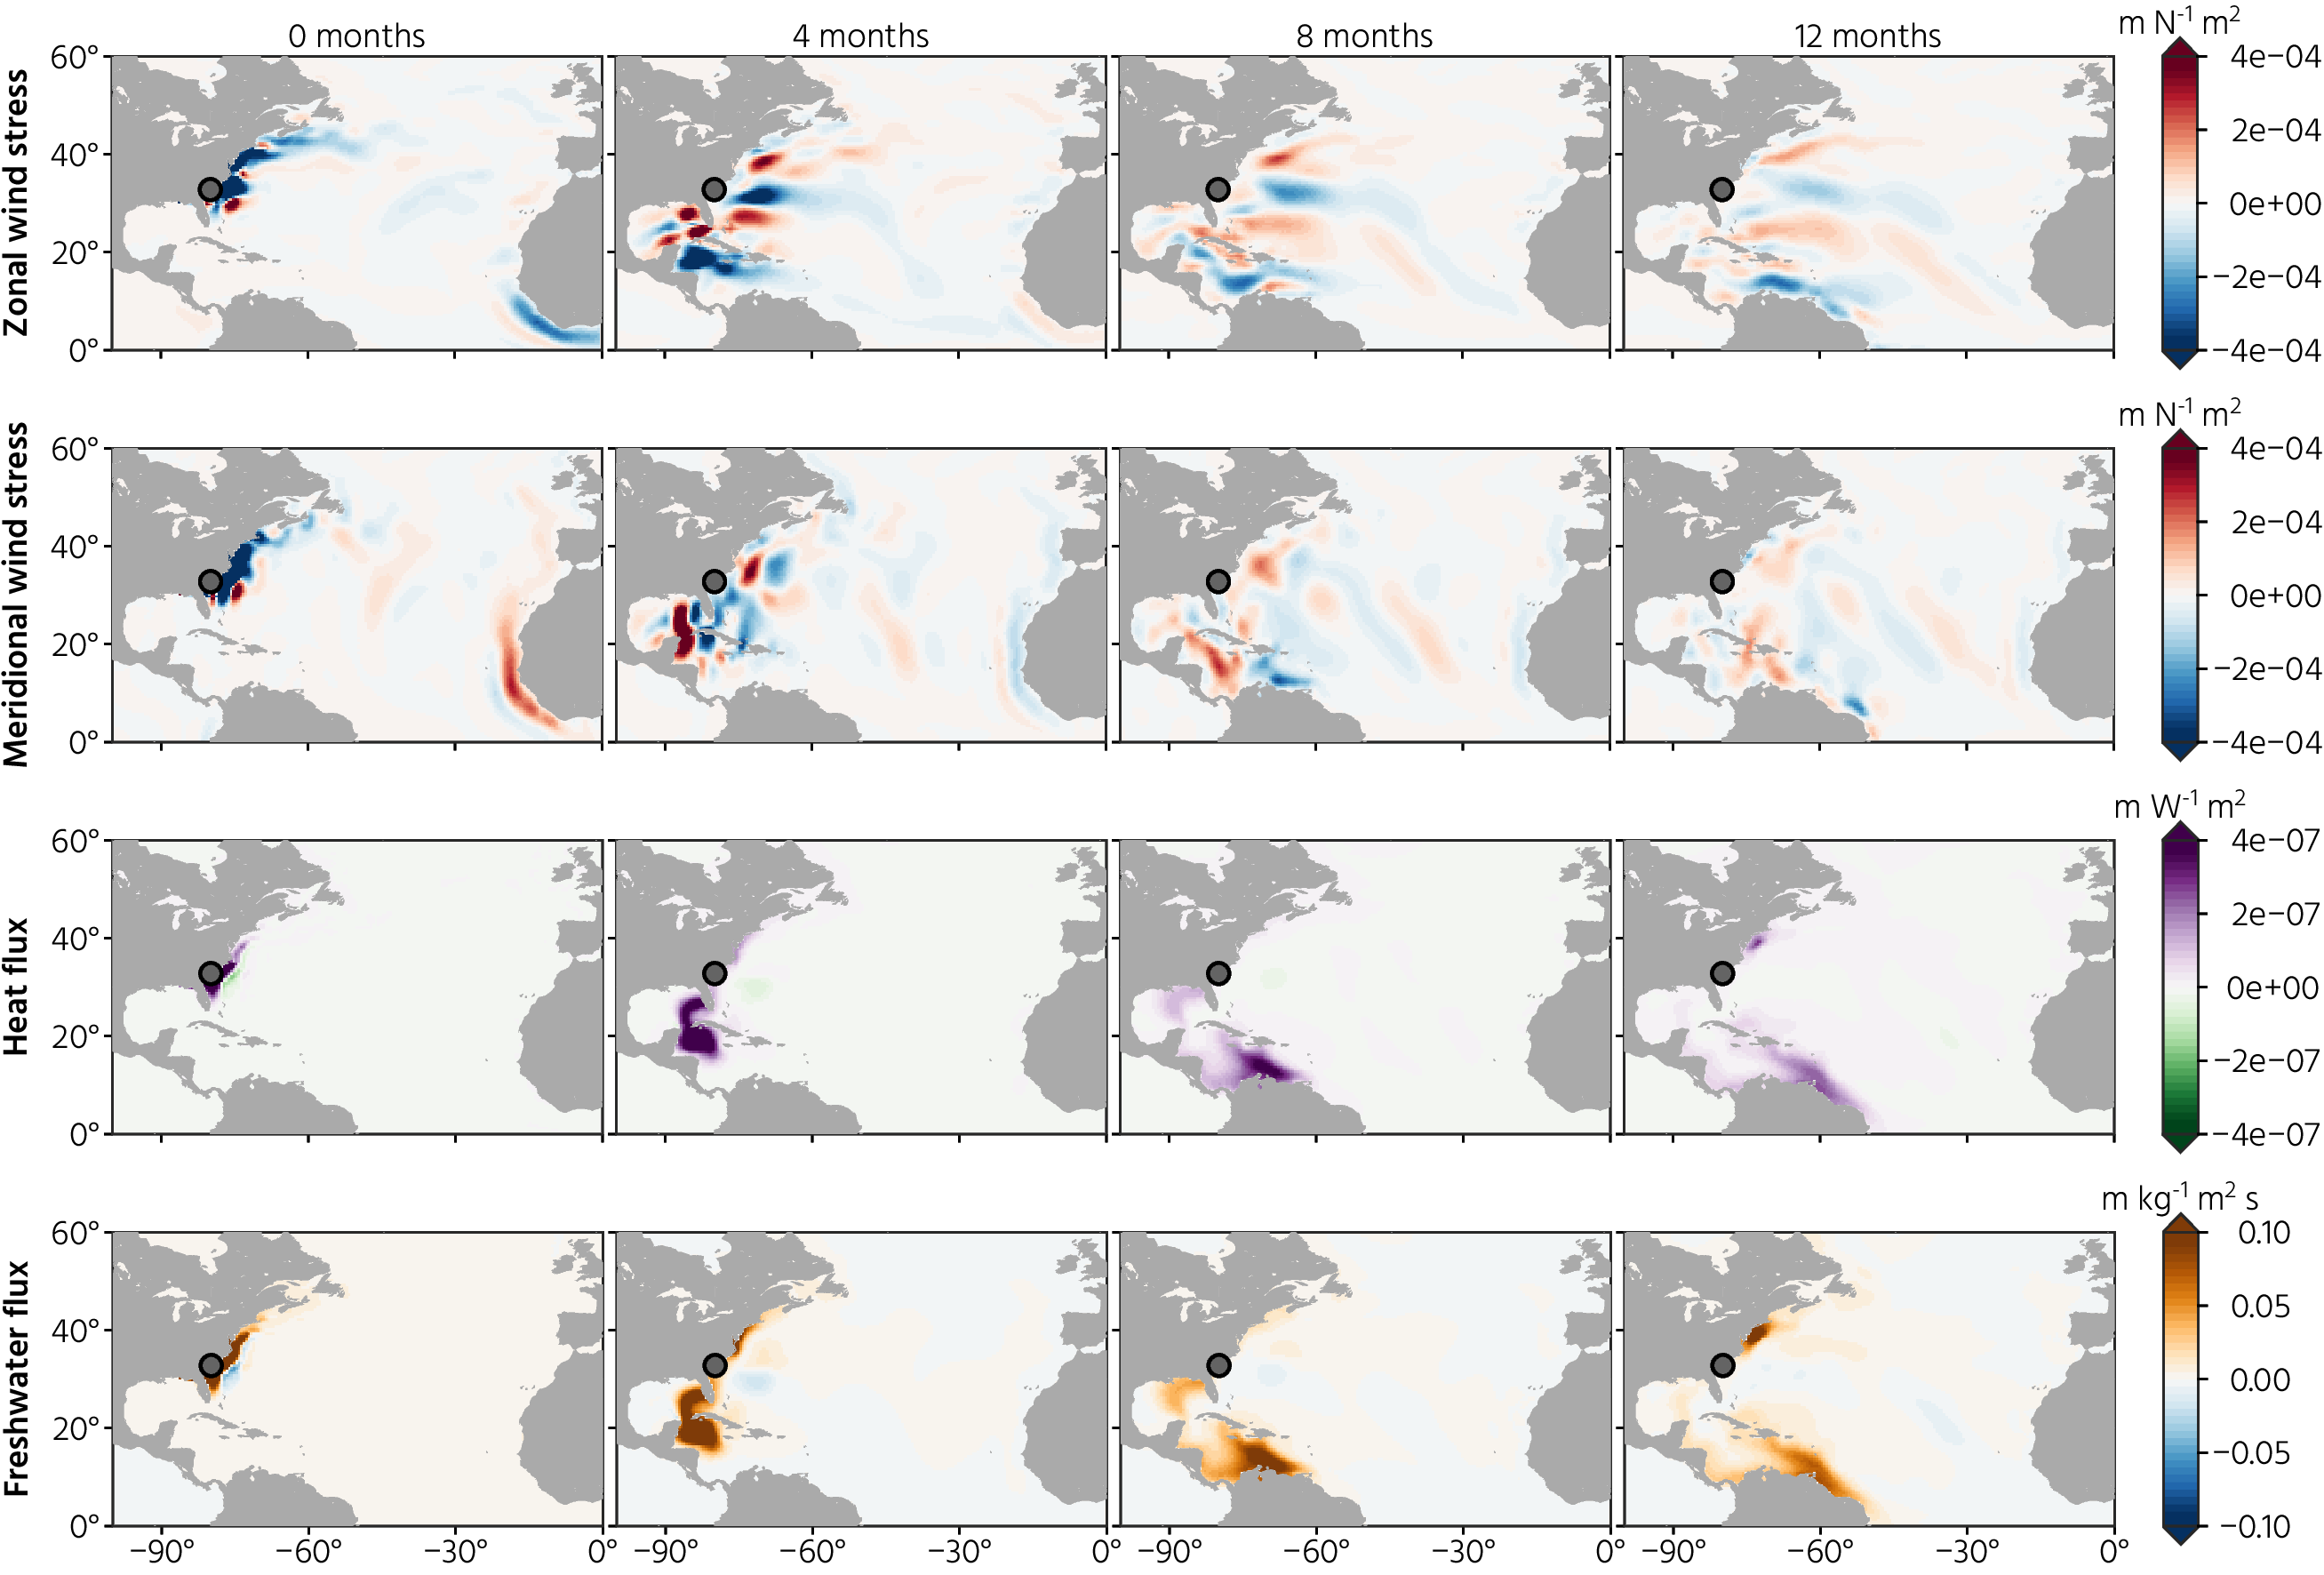 0 months 4 months 8 months 12 months
m N-1 m2
Zonal wind stress
60°
40°
20°
0°
4e−04
2e−04
0e+00
−2e−04
−4e−04
m N-1 m2
Meridional wind stress
60°
40°
20°
0°
4e−04
2e−04
0e+00
−2e−04
−4e−04
m W-1 m2
Heat flux
60°
40°
20°
0°
4e−07
2e−07
0e+00
−2e−07
−4e−07
m kg-1 m2 s
Freshwater flux
60°
40°
20°
0°
0.10
0.05
0.00
−0.05
−0.10
−90° −60° −30° 0° −90° −60° −30° 0° −90° −60° −30° 0° −90° −60° −30° 0°